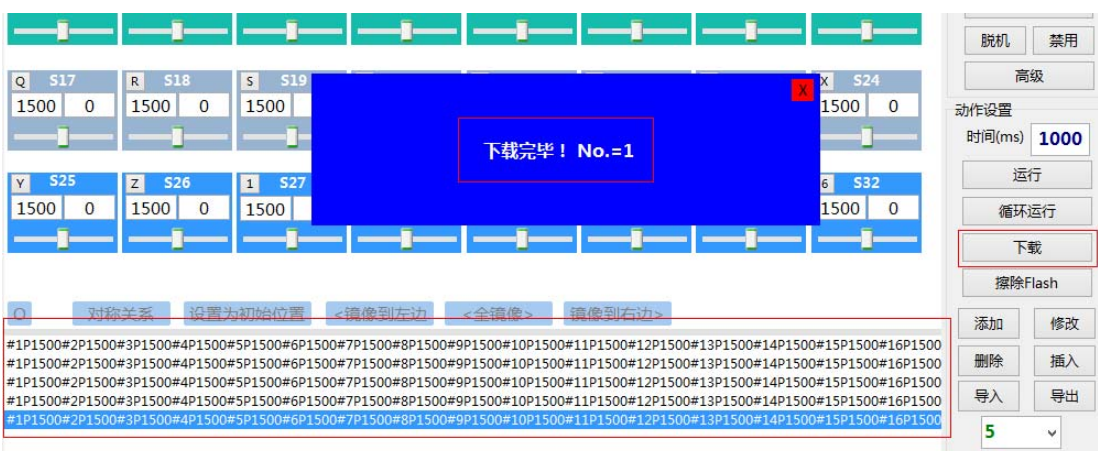 脱机 禁用
高级
Q S17 R S18 S S19 X S24
1500 0 1500 0 1500 1500 0
下载完毕！ No.=1
X
Y S25 Z S26 1 S27 6 S32
1500 0 1500 0 1500 1500 0
动作设置
时间(ms) 1000
运行
循环运行
下载
擦除Flash
O 对称关系 设置为初始位置 <镜像到左边 <全镜像> 镜像到右边>
#1P1500#2P1500#3P1500#4P1500#5P1500#6P1500#7P1500#8P1500#9P1500#10P1500#11P1500#12P1500#13P1500#14P1500#15P1500#16P1500
#1P1500#2P1500#3P1500#4P1500#5P1500#6P1500#7P1500#8P1500#9P1500#10P1500#11P1500#12P1500#13P1500#14P1500#15P1500#16P1500
#1P1500#2P1500#3P1500#4P1500#5P1500#6P1500#7P1500#8P1500#9P1500#10P1500#11P1500#12P1500#13P1500#14P1500#15P1500#16P1500
#1P1500#2P1500#3P1500#4P1500#5P1500#6P1500#7P1500#8P1500#9P1500#10P1500#11P1500#12P1500#13P1500#14P1500#15P1500#16P1500
#1P1500#2P1500#3P1500#4P1500#5P1500#6P1500#7P1500#8P1500#9P1500#10P1500#11P1500#12P1500#13P1500#14P1500#15P1500#16P1500
添加 修改
删除 插入
导入 导出
5